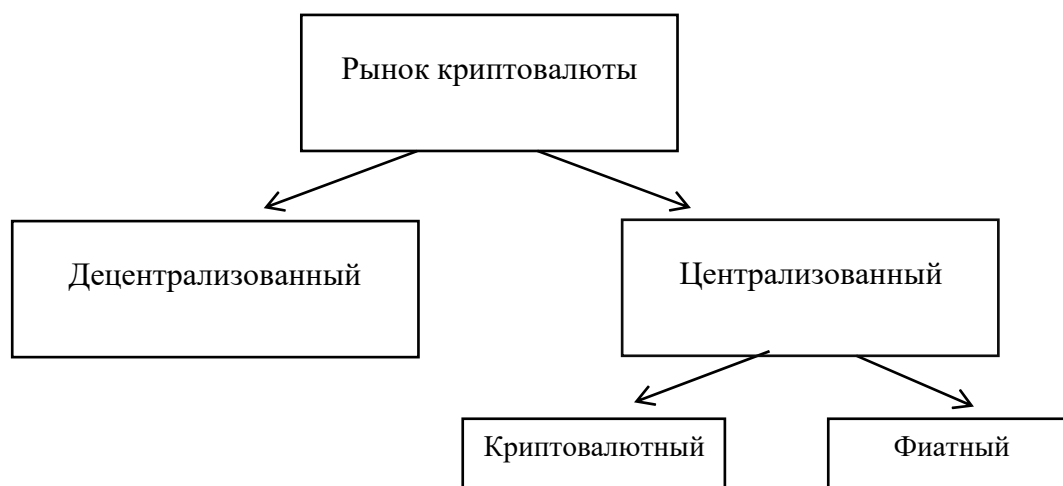 Рынок криптовалюты
Децентрализованный
Централизованный
Криптовалютный
Фиатный